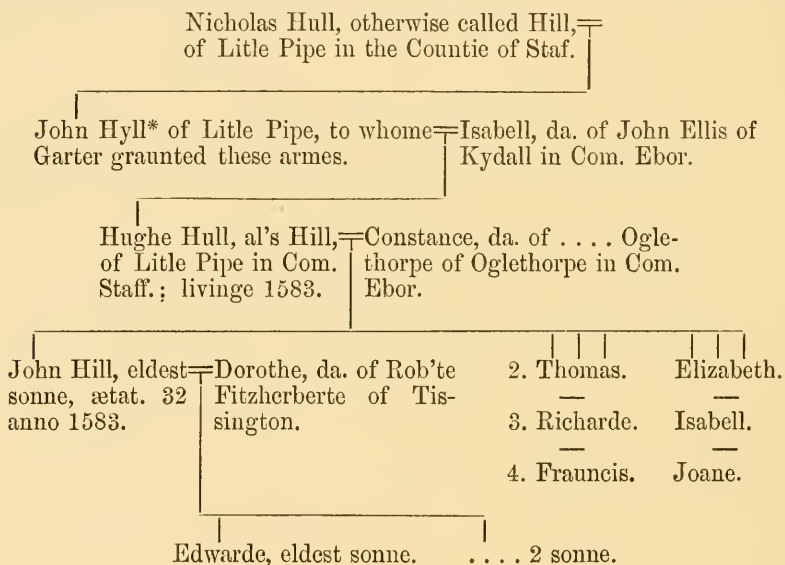 Nicholas Hull, otherwise called Hill,
of Litle Pipe in the Countie of Staf.
John Hyll* of Litle Pipe, to whome
Garter graunted these armes.
Isabell, da. of John Ellis of
Kydall in Com. Ebor.
Hughe Hull, al's Hill,
of Litle Pipe in Com.
Staff.: livinge 1583.
Constance, da. of .... Ogle-
thorpe of Oglethorpe in Com.
Ebor.
John Hill, eldest
sonne, ætat. 32
anno 1583.
Dorothe, da. of Rob'te
Fitzherberte of Tis-
sington.
2. Thomas.
3. Richarde.
4. Frauncis.
Elizabeth.
Isabell.
Joane.
Edwarde, eldest sonne.
.... 2 sonne.